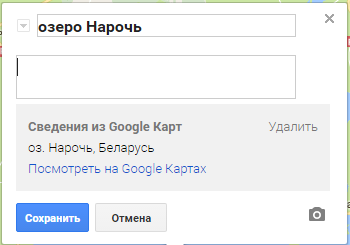 озеро Нарочь
Сведения из Google Карт Удалить
оз. Нарочь, Беларусь
Посмотреть на Google Картах
Сохранить Отмена